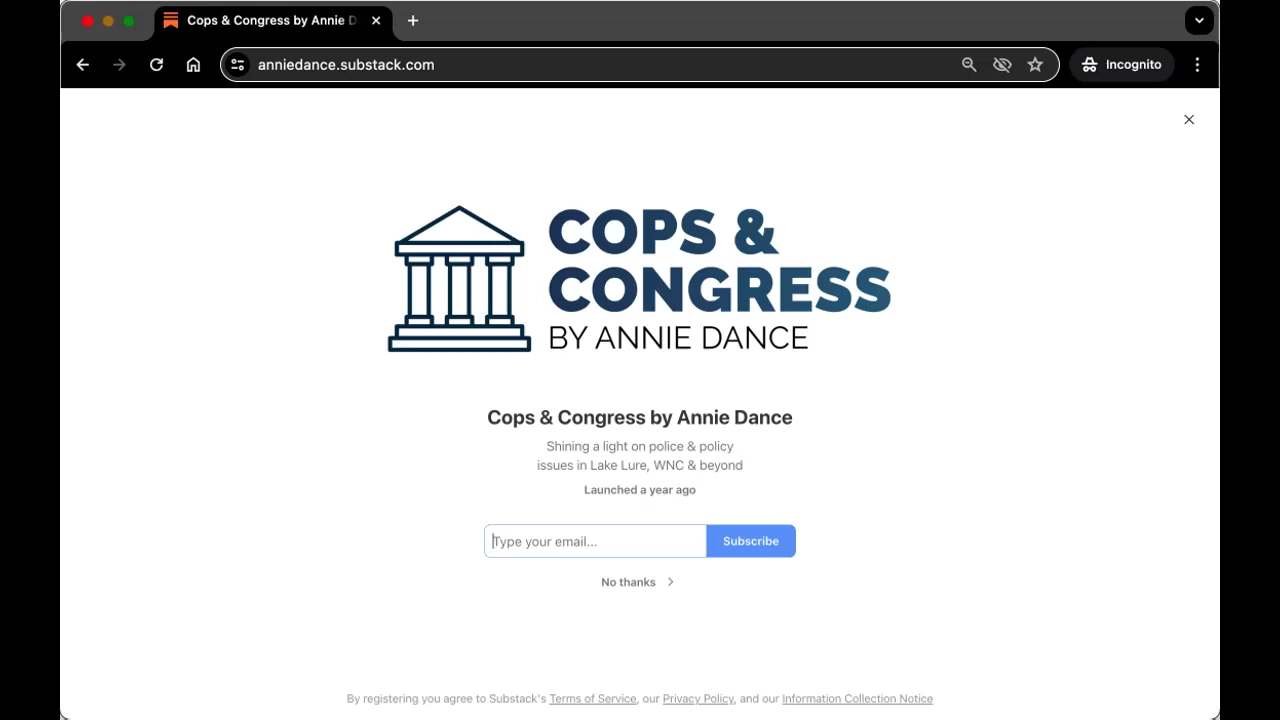 Cops & Congress by Annie D
anniedance.substack.com
Incognito
COPS &
CONGRESS
BY ANNIE DANCE
Cops & Congress by Annie Dance
Shining a light on police & policy
issues in Lake Lure, WNC & beyond
Launched a year ago
Type your email...
Subscribe
No thanks
By registering you agree to Substack's Terms of Service, our Privacy Policy, and our Information Collection Notice